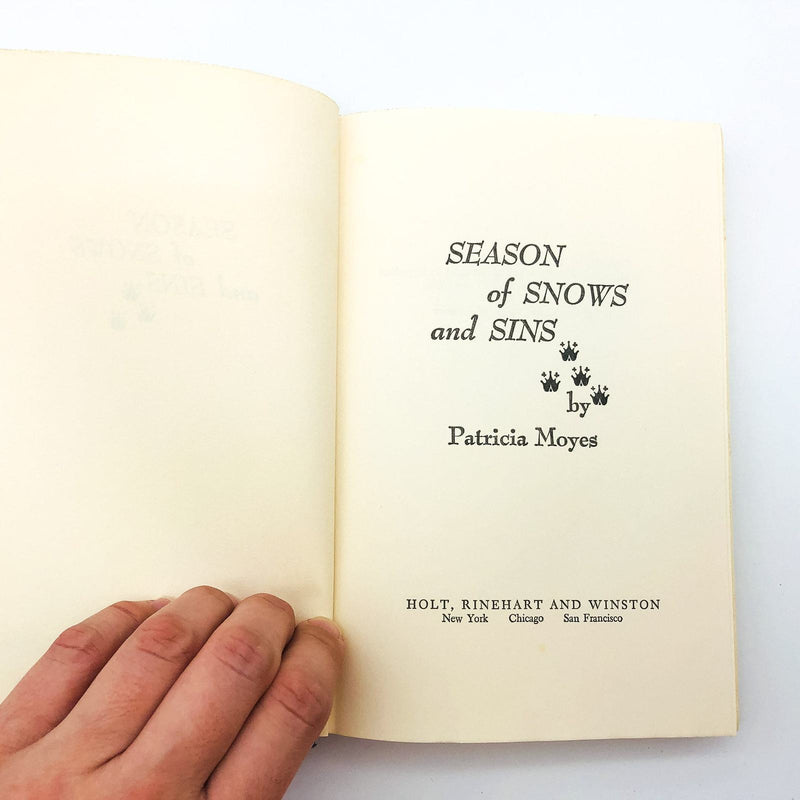 SEASON
of SNOWS
and SINS
by
Patricia Moyes
HOLT, RINEHART AND WINSTON
New York Chicago San Francisco